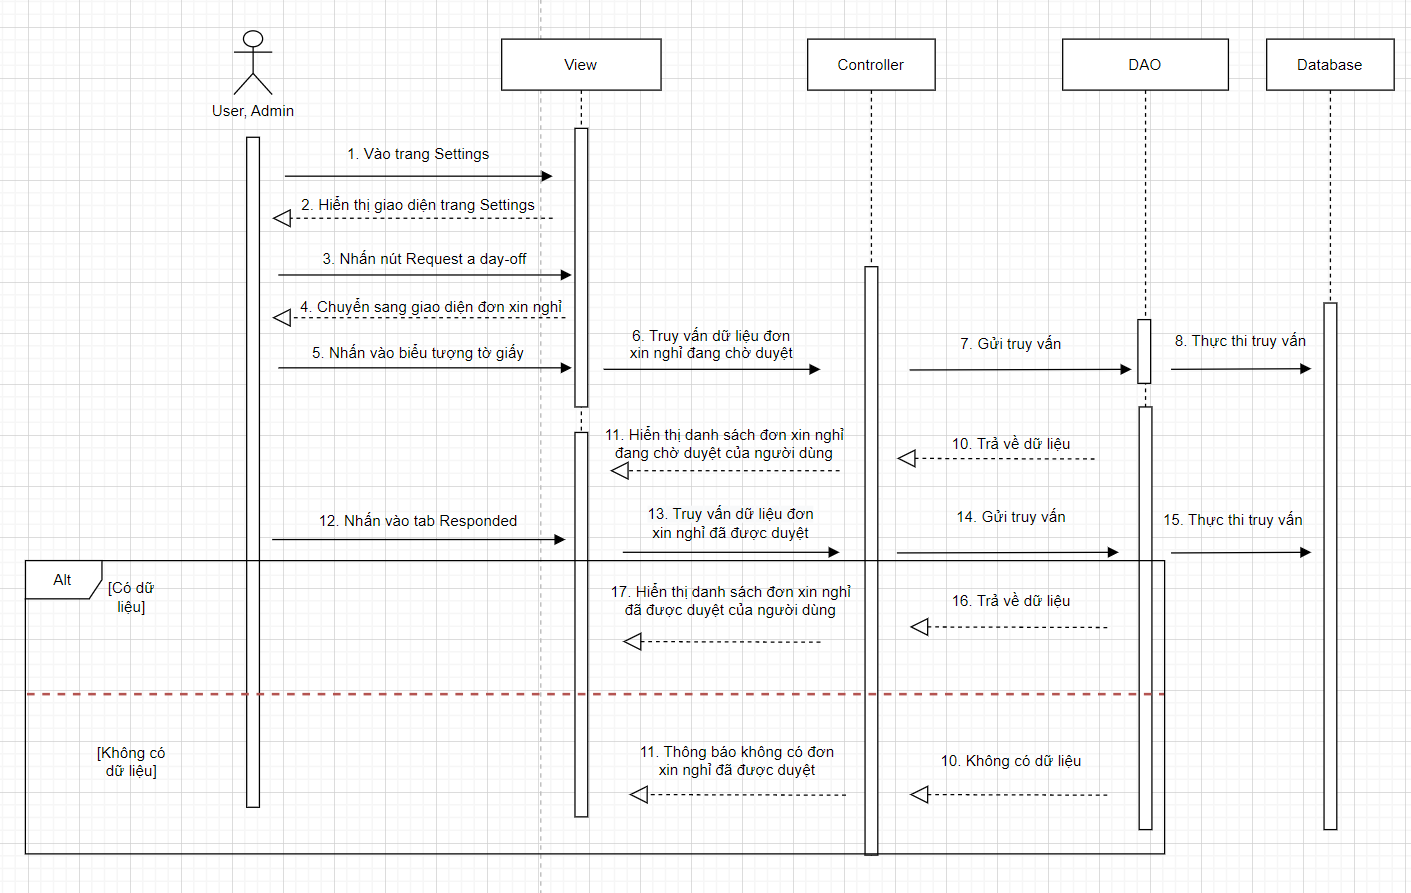 User, Admin
View
Controller
DAO
Database
1. Vào trang Settings
2. Hiển thị giao diện trang Settings
3. Nhấn nút Request a day-off
4. Chuyển sang giao diện đơn xin nghỉ
5. Nhấn vào biểu tượng tờ giấy
6. Truy vấn dữ liệu đơn
xin nghỉ đang chờ duyệt
7. Gửi truy vấn
8. Thực thi truy vấn
10. Trả về dữ liệu
11. Hiển thị danh sách đơn xin nghỉ
đang chờ duyệt của người dùng
12. Nhấn vào tab Responded
13. Truy vấn dữ liệu đơn
xin nghỉ đã được duyệt
14. Gửi truy vấn
15. Thực thi truy vấn
Alt
[Có dữ
liệu]
16. Trả về dữ liệu
17. Hiển thị danh sách đơn xin nghỉ
đã được duyệt của người dùng
[Không có
dữ liệu]
10. Không có dữ liệu
11. Thông báo không có đơn
xin nghỉ đã được duyệt